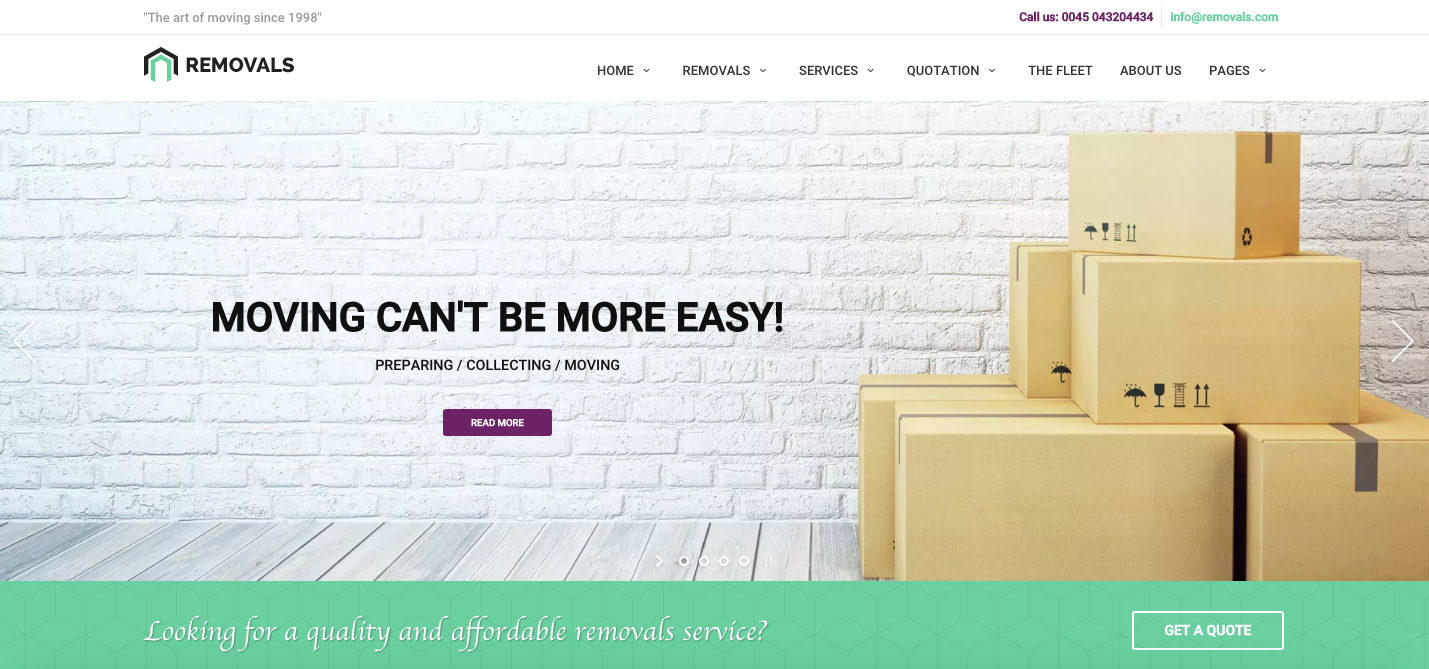 "The art of moving since 1998"
Call us: 0045 043204434
info@removals.com
REMOVALS
HOME
REMOVALS
SERVICES
QUOTATION
THE FLEET
ABOUT US
PAGES
MOVING CAN'T BE MORE EASY!
PREPARING / COLLECTING / MOVING
READ MORE
Looking for a quality and affordable removals service?
GET A QUOTE